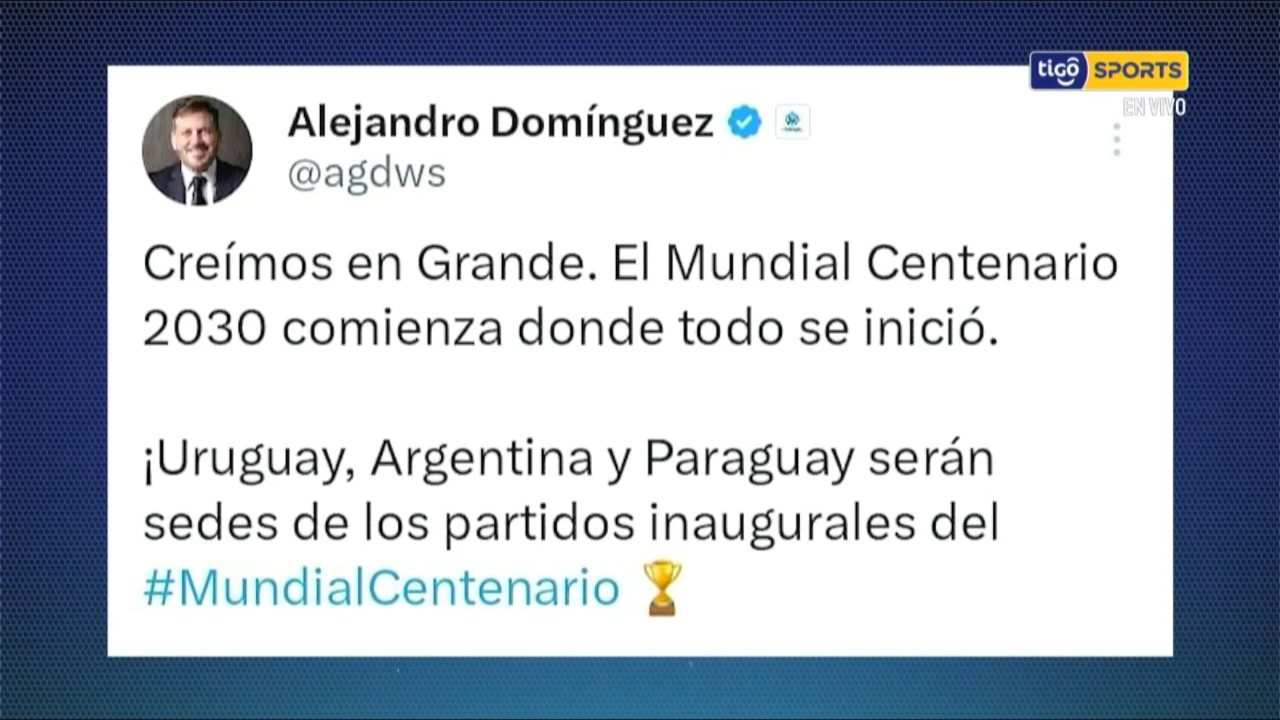 tigo SPORTS
EN VIVO
Alejandro Domínguez
@agdws
Creímos en Grande. El Mundial Centenario
2030 comienza donde todo se inició.
¡Uruguay, Argentina y Paraguay serán
sedes de los partidos inaugurales del
#MundialCentenario 🏆